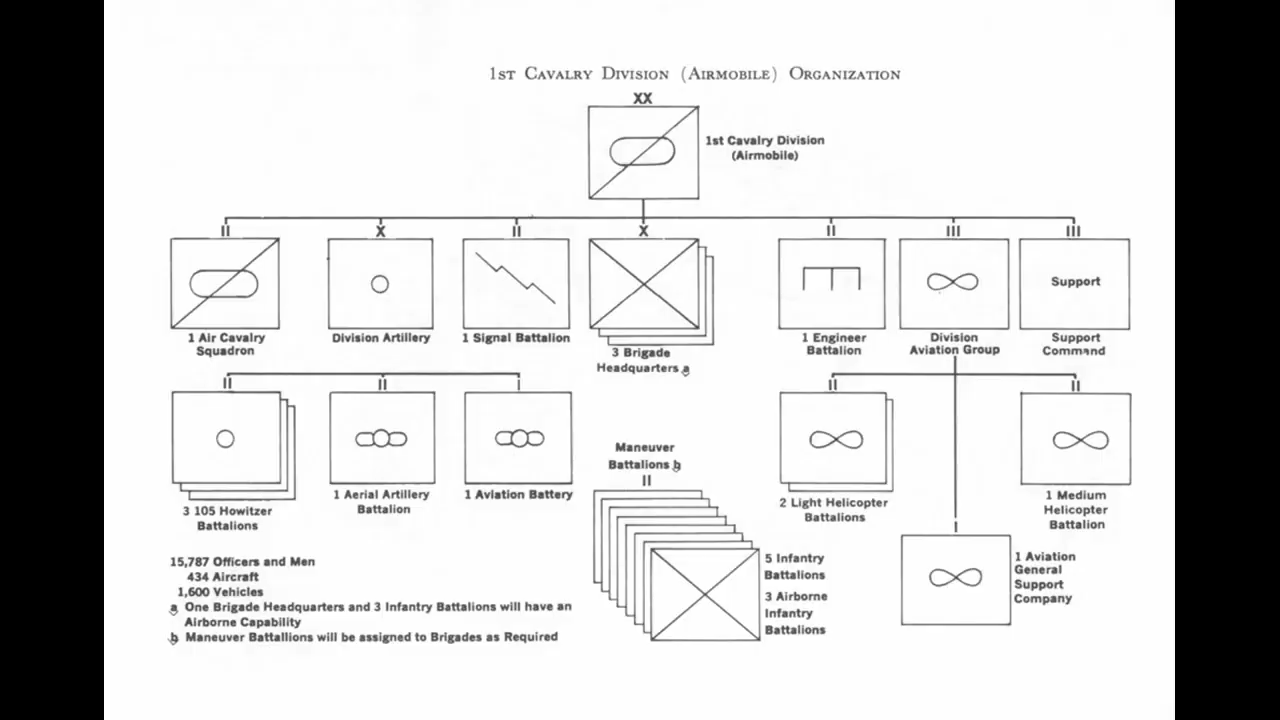 1ST CAVALRY DIVISION (AIRMOBILE) ORGANIZATION
XX
1st Cavalry Division
(Airmobile)
II
X
II
X
II
III
III
Support
1 Air Cavalry
Squadron
Division Artillery
1 Signal Battalion
3 Brigade
Headquarters a
1 Engineer
Battalion
Division
Aviation Group
Support
Command
II
II
I
II
II
3 105 Howitzer
Battalions
1 Aerial Artillery
Battalion
1 Aviation Battery
Maneuver
Battalions b
II
2 Light Helicopter
Battalions
1 Medium
Helicopter
Battalion
I
5 Infantry
Battalions
3 Airborne
Infantry
Battalions
1 Aviation
General
Support
Company
15,787 Officers and Men
434 Aircraft
1,600 Vehicles
a One Brigade Headquarters and 3 Infantry Battalions will have an
Airborne Capability
b Maneuver Battallions will be assigned to Brigades as Required